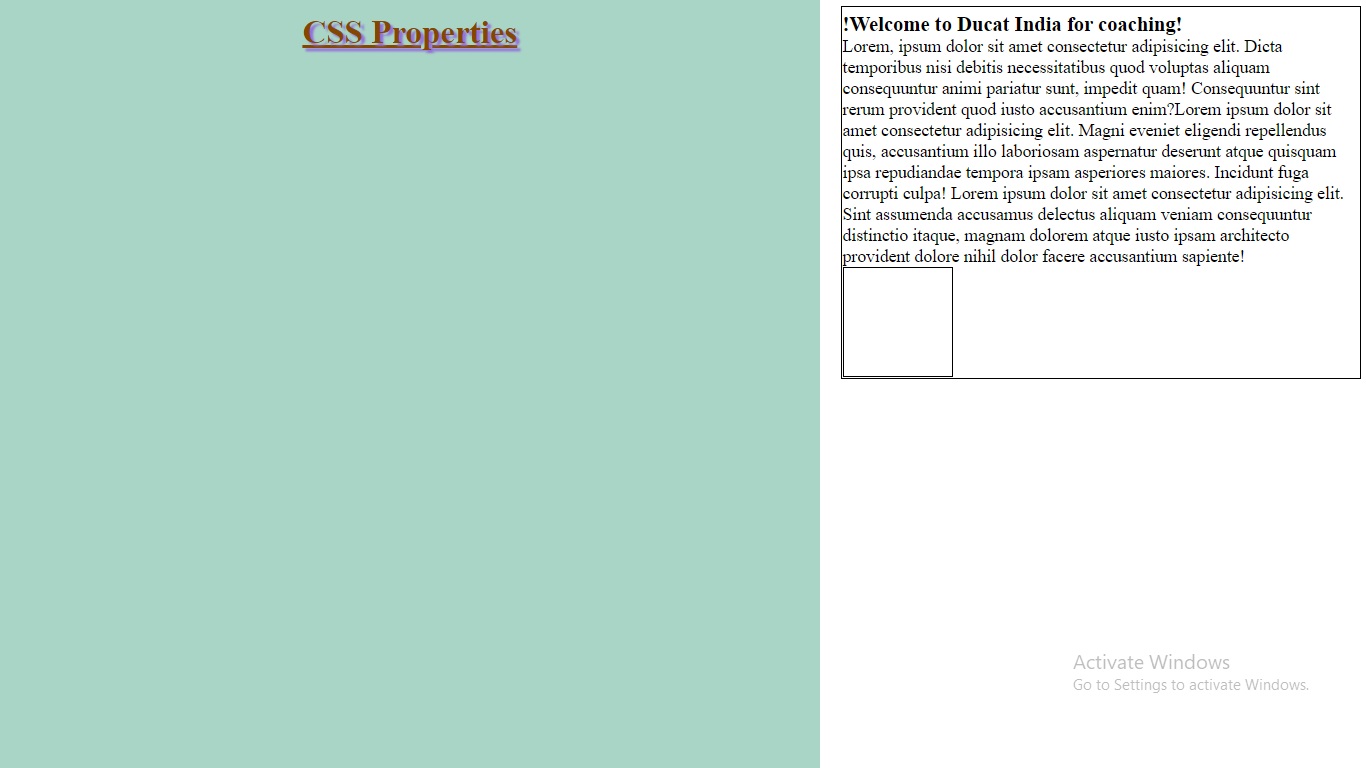 CSS Properties
!Welcome to Ducat India for coaching!
Lorem, ipsum dolor sit amet consectetur adipisicing elit. Dicta
temporibus nisi debitis necessitatibus quod voluptas aliquam
consequuntur animi pariatur sunt, impedit quam! Consequuntur sint
rerum provident quod iusto accusantium enim?Lorem ipsum dolor sit
amet consectetur adipisicing elit. Magni eveniet eligendi repellendus
quis, accusantium illo laboriosam aspernatur deserunt atque quisquam
ipsa repudiandae tempora ipsam asperiores maiores. Incidunt fuga
corrupti culpa! Lorem ipsum dolor sit amet consectetur adipisicing elit.
Sint assumenda accusamus delectus aliquam veniam consequuntur
distinctio itaque, magnam dolorem atque iusto ipsam architecto
provident dolore nihil dolor facere accusantium sapiente!
Activate Windows
Go to Settings to activate Windows.